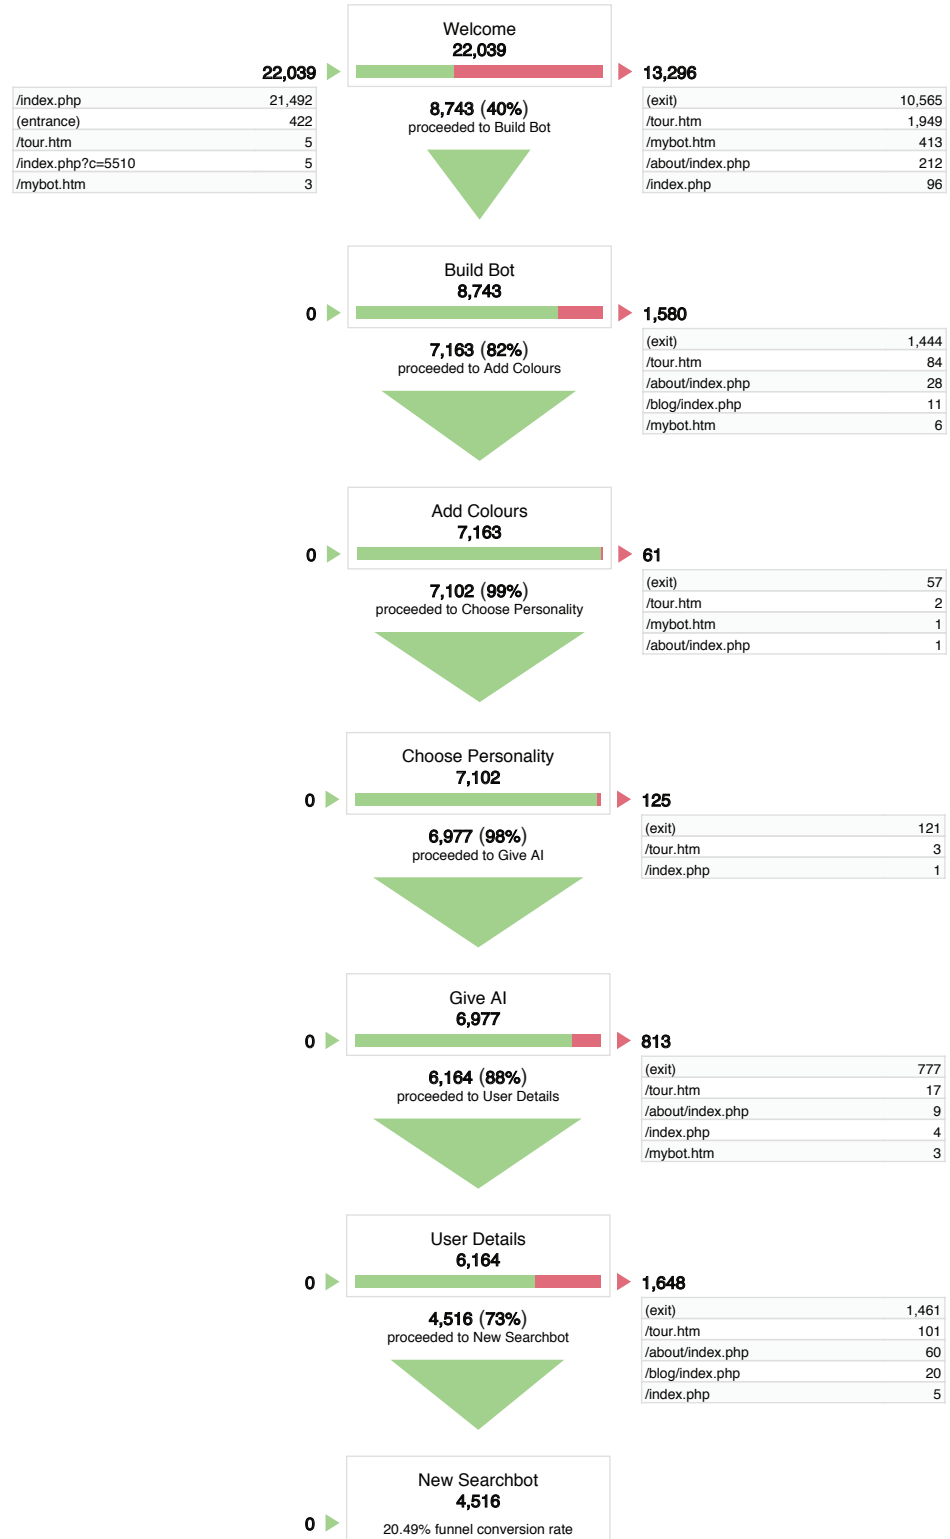 Welcome
22,039
22,039
13,296
/index.php 21,492
(entrance) 422
/tour.htm 5
/index.php?c=5510 5
/mybot.htm 3
8,743 (40%)
proceeded to Build Bot
(exit) 10,565
/tour.htm 1,949
/mybot.htm 413
/about/index.php 212
/index.php 96
Build Bot
8,743
0
1,580
7,163 (82%)
proceeded to Add Colours
(exit) 1,444
/tour.htm 84
/about/index.php 28
/blog/index.php 11
/mybot.htm 6
Add Colours
7,163
0
61
7,102 (99%)
proceeded to Choose Personality
(exit) 57
/tour.htm 2
/mybot.htm 1
/about/index.php 1
Choose Personality
7,102
0
125
6,977 (98%)
proceeded to Give AI
(exit) 121
/tour.htm 3
/index.php 1
Give AI
6,977
0
813
6,164 (88%)
proceeded to User Details
(exit) 777
/tour.htm 17
/about/index.php 9
/index.php 4
/mybot.htm 3
User Details
6,164
0
1,648
4,516 (73%)
proceeded to New Searchbot
(exit) 1,461
/tour.htm 101
/about/index.php 60
/blog/index.php 20
/index.php 5
New Searchbot
4,516
0
20.49% funnel conversion rate